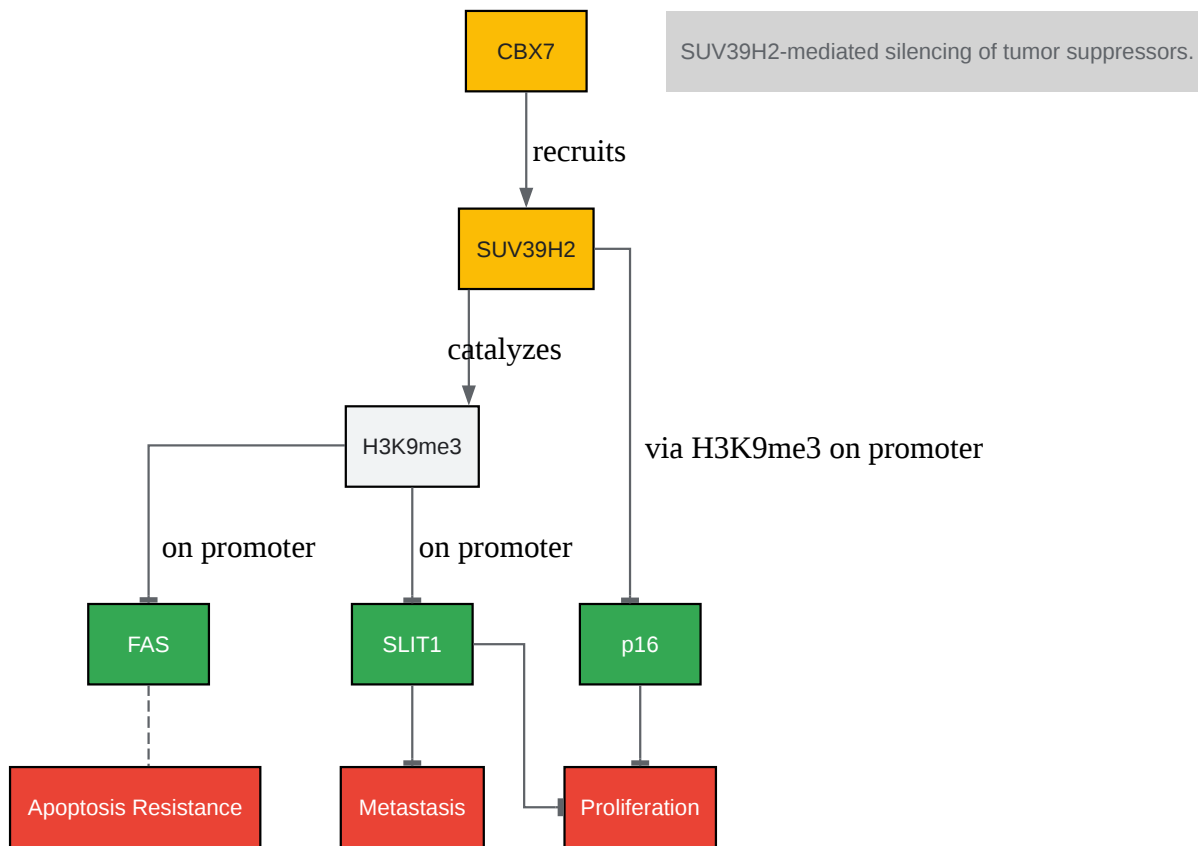 CBX7
SUV39H2-mediated silencing of tumor suppressors.
recruits
SUV39H2
catalyzes
H3K9me3
via H3K9me3 on promoter
on promoter
on promoter
FAS
SLIT1
p16
Apoptosis Resistance
Metastasis
Proliferation